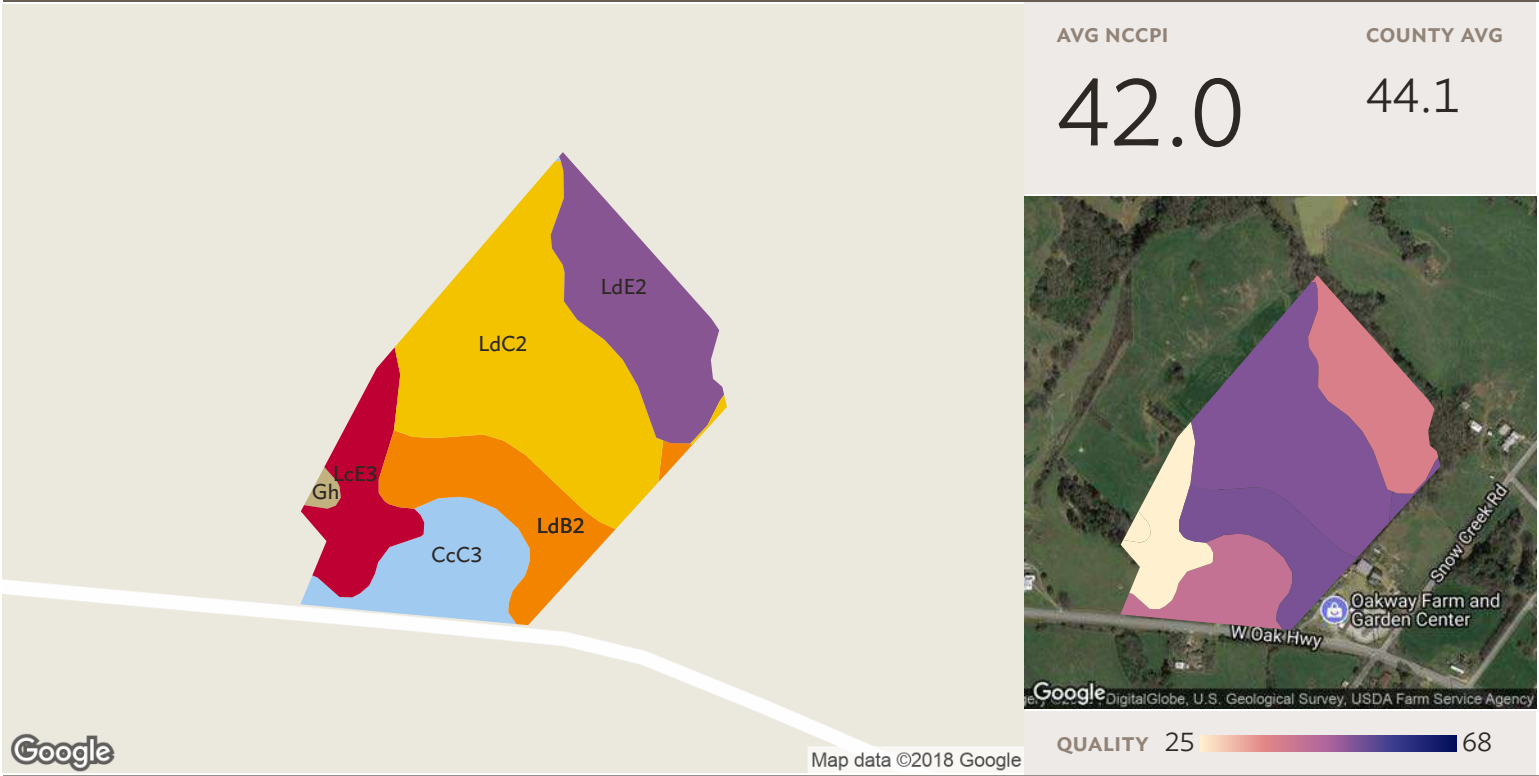 AVG NCCPI
COUNTY AVG
42.0
44.1
LdE2
LdC2
LcE3
Gh
LdB2
CcC3
Snow Creek Rd
Oakway Farm and
Garden Center
W Oak Hwy
Google
DigitalGlobe, U.S. Geological Survey, USDA Farm Service Agency
Google
Map data ©2018 Google
QUALITY 25 68